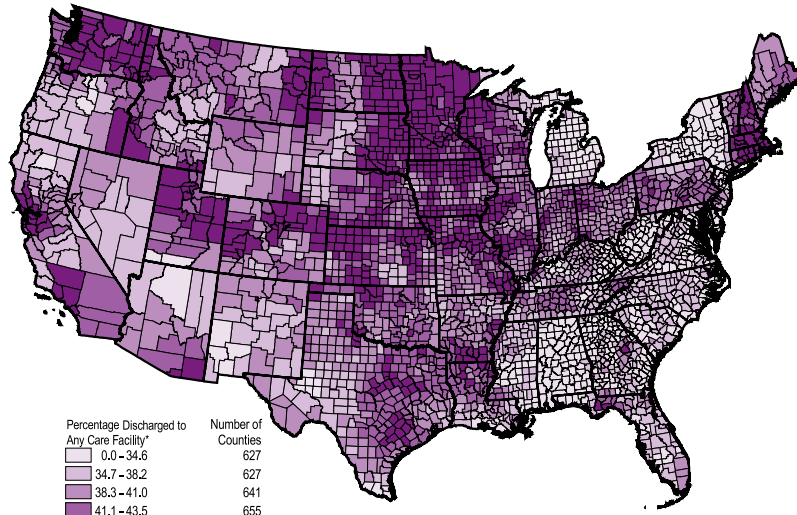 Percentage Discharged to Number of
Any Care Facility* Counties
0.0 – 34.6 627
34.7 – 38.2 627
38.3 – 41.0 641
41.1 – 43.5 655